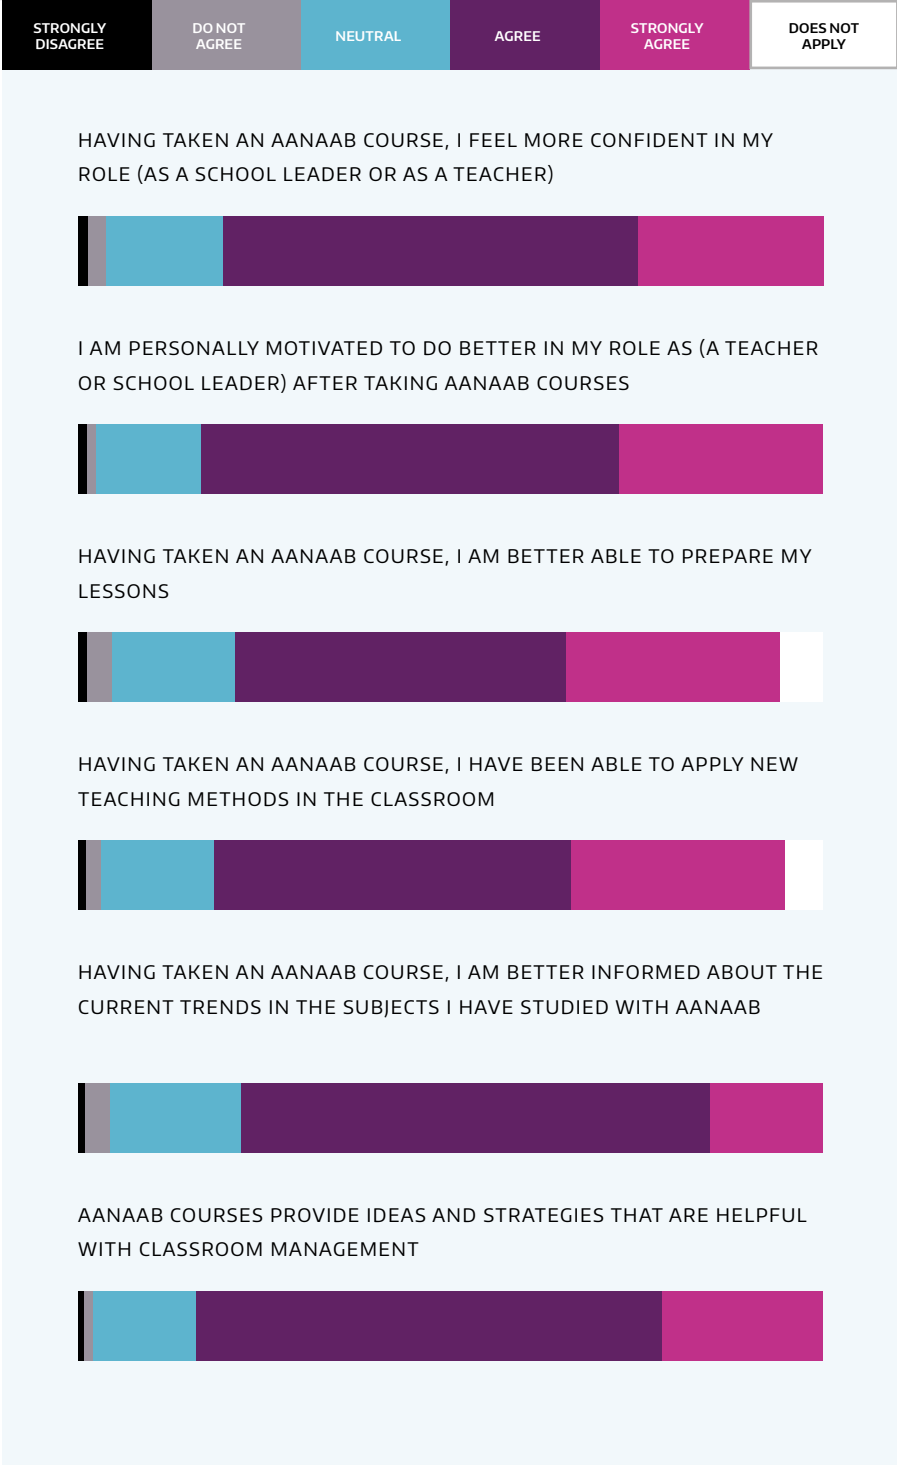 STRONGLY
DISAGREE
DO NOT
AGREE
NEUTRAL
AGREE
STRONGLY
AGREE
DOES NOT
APPLY
HAVING TAKEN AN AANAAB COURSE, I FEEL MORE CONFIDENT IN MY
ROLE (AS A SCHOOL LEADER OR AS A TEACHER)
I AM PERSONALLY MOTIVATED TO DO BETTER IN MY ROLE AS (A TEACHER
OR SCHOOL LEADER) AFTER TAKING AANAAB COURSES
HAVING TAKEN AN AANAAB COURSE, I AM BETTER ABLE TO PREPARE MY
LESSONS
HAVING TAKEN AN AANAAB COURSE, I HAVE BEEN ABLE TO APPLY NEW
TEACHING METHODS IN THE CLASSROOM
HAVING TAKEN AN AANAAB COURSE, I AM BETTER INFORMED ABOUT THE
CURRENT TRENDS IN THE SUBJECTS I HAVE STUDIED WITH AANAAB
AANAAB COURSES PROVIDE IDEAS AND STRATEGIES THAT ARE HELPFUL
WITH CLASSROOM MANAGEMENT